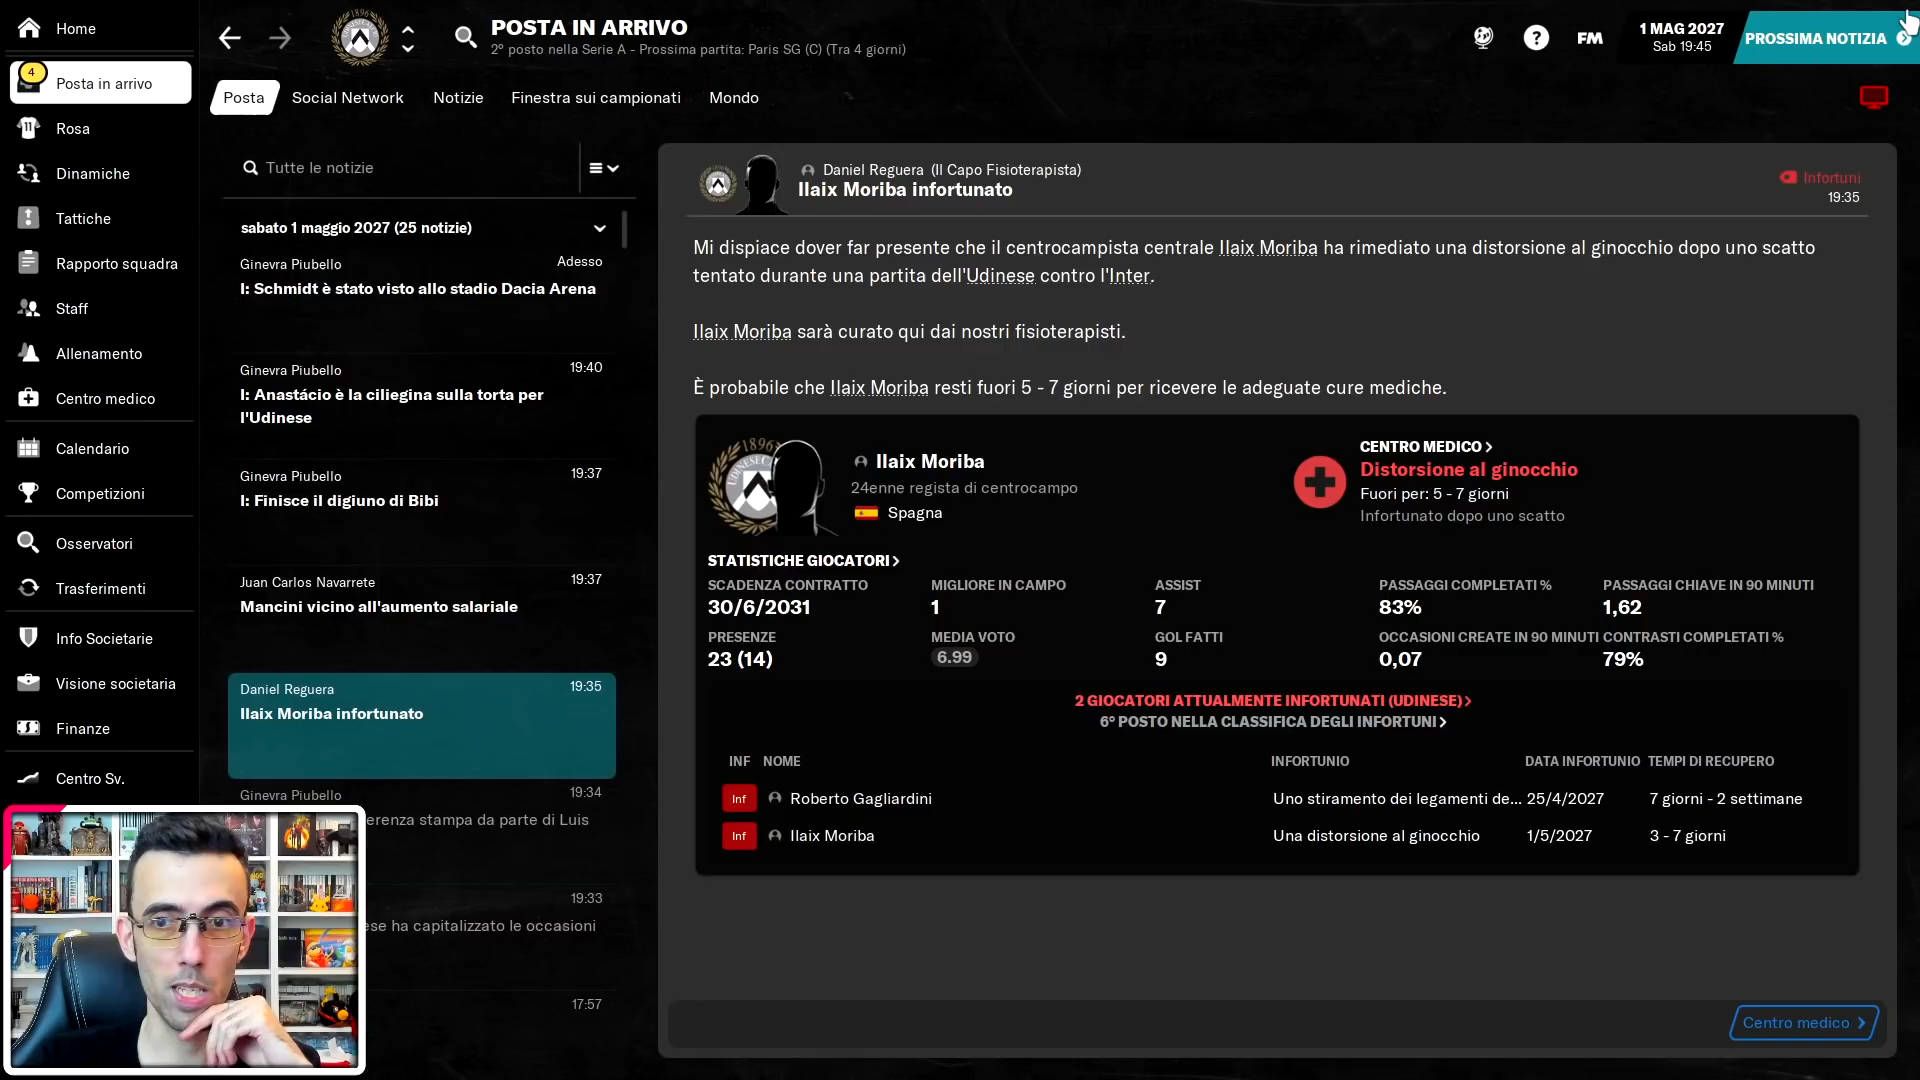 Home
4
Posta in arrivo
Rosa
Dinamiche
Tattiche
Rapporto squadra
Staff
Allenamento
Centro medico
Calendario
Competizioni
Osservatori
Trasferimenti
Info Societarie
Visione societaria
Finanze
Centro Sv.
POSTA IN ARRIVO
2° posto nella Serie A - Prossima partita: Paris SG (C) (Tra 4 giorni)
FM
1 MAG 2027
Sab 19:45
PROSSIMA NOTIZIA
Posta
Social Network
Notizie
Finestra sui campionati
Mondo
Tutte le notizie
sabato 1 maggio 2027 (25 notizie)
Ginevra Piubello
Adesso
I: Schmidt è stato visto allo stadio Dacia Arena
Ginevra Piubello
19:40
I: Anastácio è la ciliegina sulla torta per
l'Udinese
Ginevra Piubello
19:37
I: Finisce il digiuno di Bibi
Juan Carlos Navarrete
19:37
Mancini vicino all'aumento salariale
Daniel Reguera
19:35
Ilaix Moriba infortunato
Ginevra Piubello
19:34
erenza stampa da parte di Luis
19:33
ese ha capitalizzato le occasioni
17:57
Daniel Reguera (Il Capo Fisioterapista)
Ilaix Moriba infortunato
Infortuni
19:35
Mi dispiace dover far presente che il centrocampista centrale Ilaix Moriba ha rimediato una distorsione al ginocchio dopo uno scatto
tentato durante una partita dell'Udinese contro l'Inter.
Ilaix Moriba sarà curato qui dai nostri fisioterapisti.
È probabile che Ilaix Moriba resti fuori 5 - 7 giorni per ricevere le adeguate cure mediche.
1896
Ilaix Moriba
24enne regista di centrocampo
Spagna
CENTRO MEDICO
Distorsione al ginocchio
Fuori per: 5 - 7 giorni
Infortunato dopo uno scatto
STATISTICHE GIOCATORI
SCADENZA CONTRATTO
30/6/2031
MIGLIORE IN CAMPO
1
ASSIST
7
PASSAGGI COMPLETATI %
83%
PASSAGGI CHIAVE IN 90 MINUTI
1,62
PRESENZE
23 (14)
MEDIA VOTO
6.99
GOL FATTI
9
OCCASIONI CREATE IN 90 MINUTI
0,07
CONTRASTI COMPLETATI %
79%
2 GIOCATORI ATTUALMENTE INFORTUNATI (UDINESE)
6° POSTO NELLA CLASSIFICA DEGLI INFORTUNI
INF NOME INFORTUNIO DATA INFORTUNIO TEMPI DI RECUPERO
Inf Roberto Gagliardini Uno stiramento dei legamenti de... 25/4/2027 7 giorni - 2 settimane
Inf Ilaix Moriba Una distorsione al ginocchio 1/5/2027 3 - 7 giorni
Centro medico